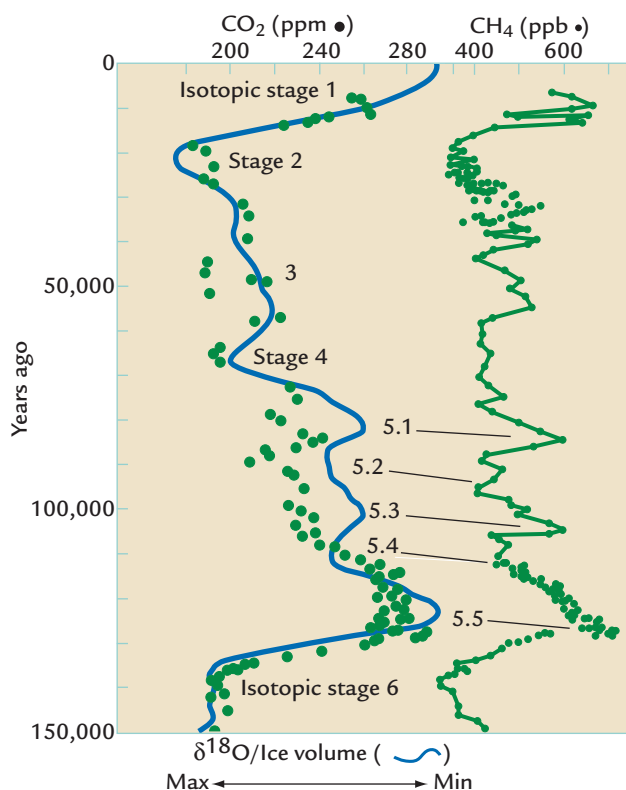 CO₂ (ppm ●) CH₄ (ppb •)
0 200 240 280 400 600
Isotopic stage 1
Stage 2
3
50,000
Stage 4
Years ago
5.1
5.2
100,000
5.3
5.4
5.5
Isotopic stage 6
150,000
δ¹⁸O/Ice volume ( )
Max Min